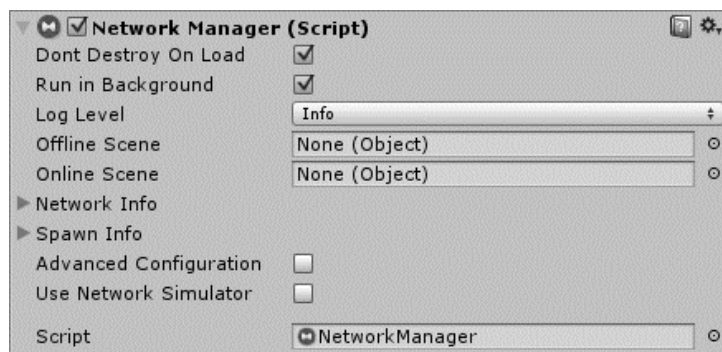 Network Manager (Script)
Dont Destroy On Load
Run in Background
Log Level Info
Offline Scene None (Object)
Online Scene None (Object)
Network Info
Spawn Info
Advanced Configuration
Use Network Simulator
Script NetworkManager